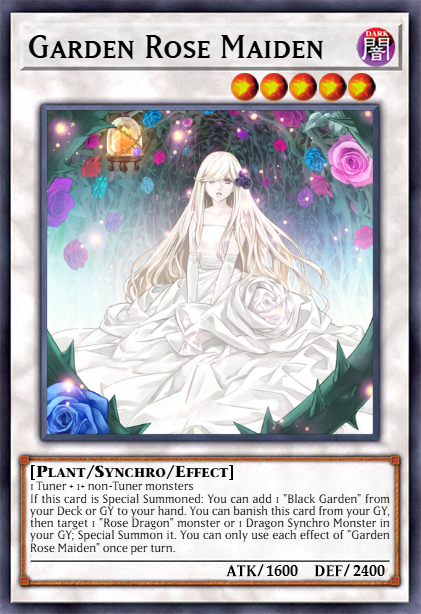 Garden Rose Maiden
DARK
闇
[Plant/Synchro/Effect]
1 Tuner + 1+ non-Tuner monsters
If this card is Special Summoned: You can add 1 "Black Garden" from
your Deck or GY to your hand. You can banish this card from your GY,
then target 1 "Rose Dragon" monster or 1 Dragon Synchro Monster in
your GY; Special Summon it. You can only use each effect of "Garden
Rose Maiden" once per turn.
ATK/1600 DEF/2400